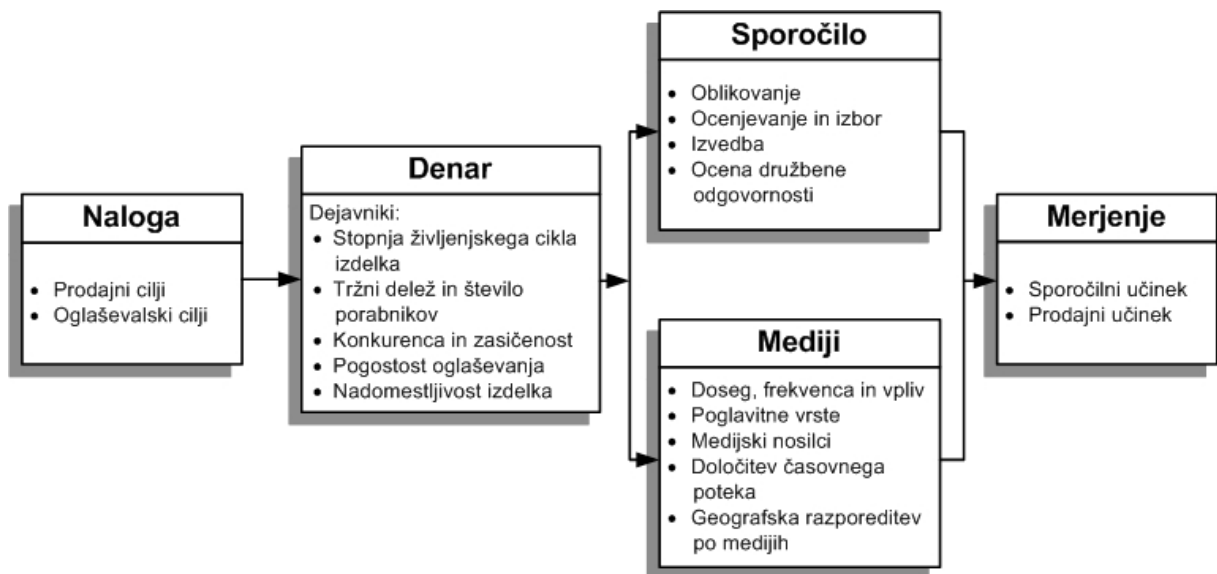 Naloga
• Prodajni cilji
• Oglaševalski cilji
Denar
Dejavniki:
• Stopnja življenjskega cikla
izdelka
• Tržni delež in število
porabnikov
• Konkurenca in zasičenost
• Pogostost oglaševanja
• Nadomestljivost izdelka
Sporočilo
• Oblikovanje
• Ocenjevanje in izbor
• Izvedba
• Ocena družbene
odgovornosti
Mediji
• Doseg, frekvenca in vpliv
• Poglavitne vrste
• Medijski nosilci
• Določitev časovnega
poteka
• Geografska razporeditev
po medijih
Merjenje
• Sporočilni učinek
• Prodajni učinek